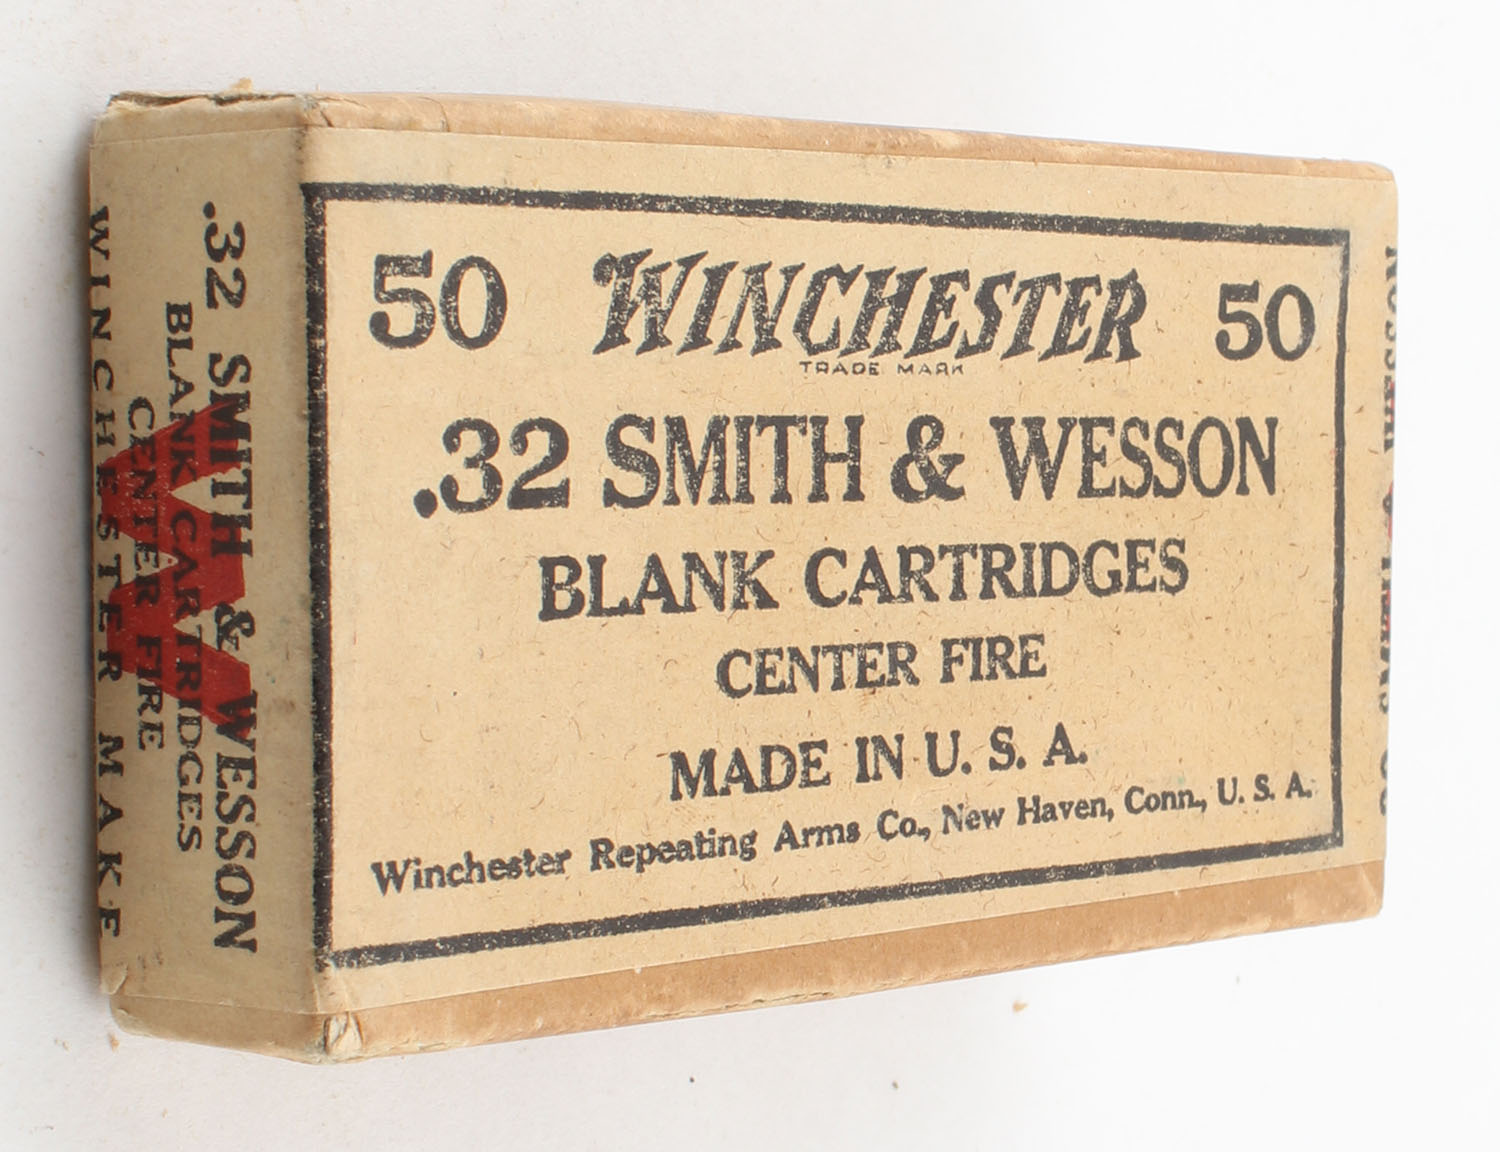 50 WINCHESTER 50
TRADE MARK
.32 SMITH & WESSON
BLANK CARTRIDGES
CENTER FIRE
MADE IN U. S. A.
Winchester Repeating Arms Co., New Haven, Conn., U. S. A.
.32 SMITH & WESSON
BLANK CARTRIDGES
CENTER FIRE
WINCHESTER MAKE
W